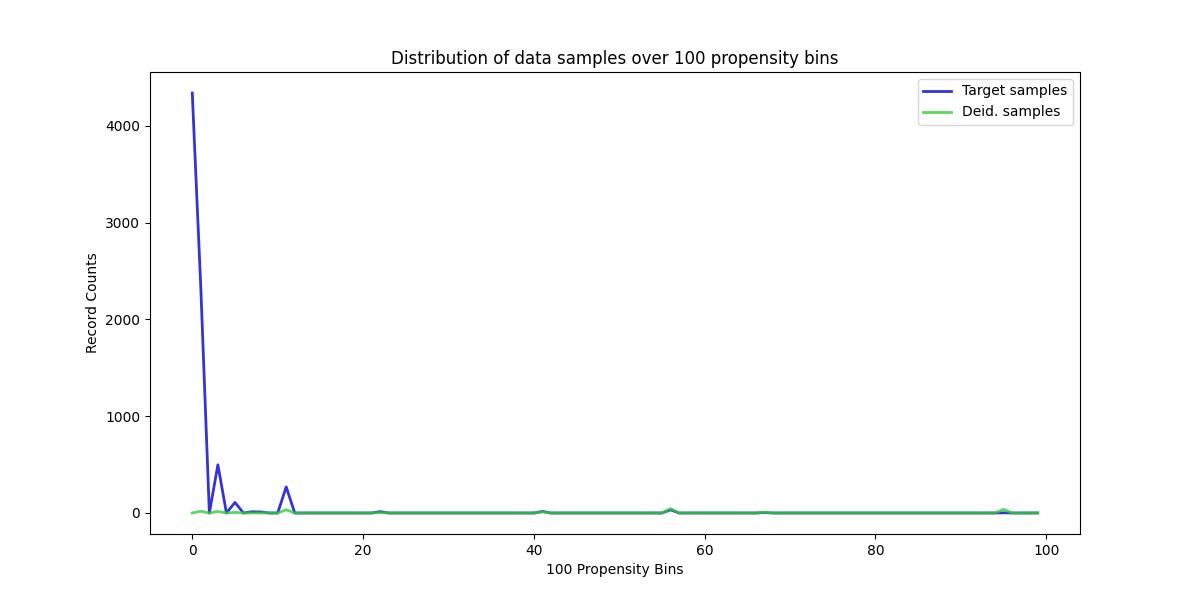 Distribution of data samples over 100 propensity bins
Target samples
Deid. samples
4000
3000
2000
1000
0
Record Counts
0 20 40 60 80 100
100 Propensity Bins